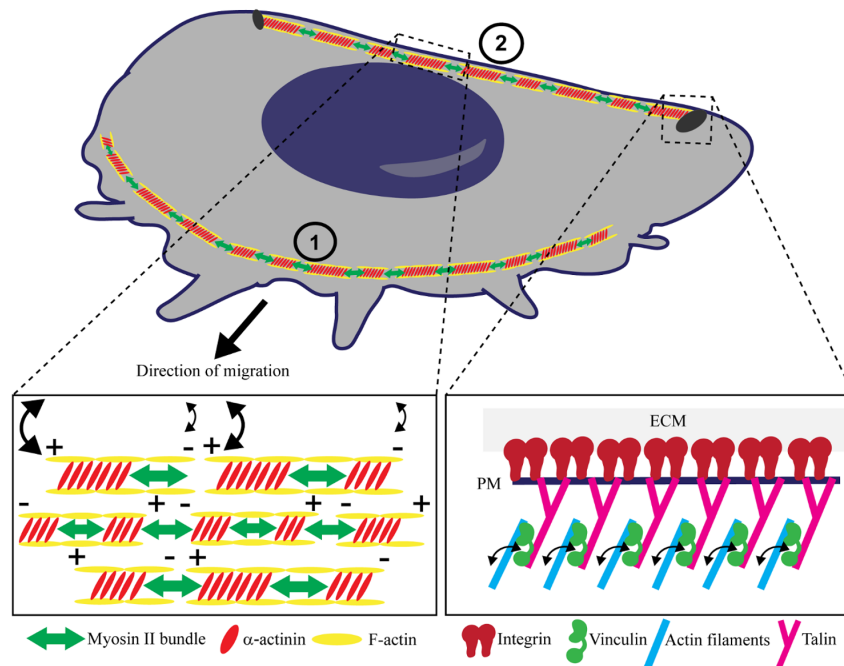 2
1
Direction of migration
+ - + -
- + - - +
+ - + -
ECM
PM
Myosin II bundle α-actinin F-actin Integrin Vinculin Actin filaments Talin